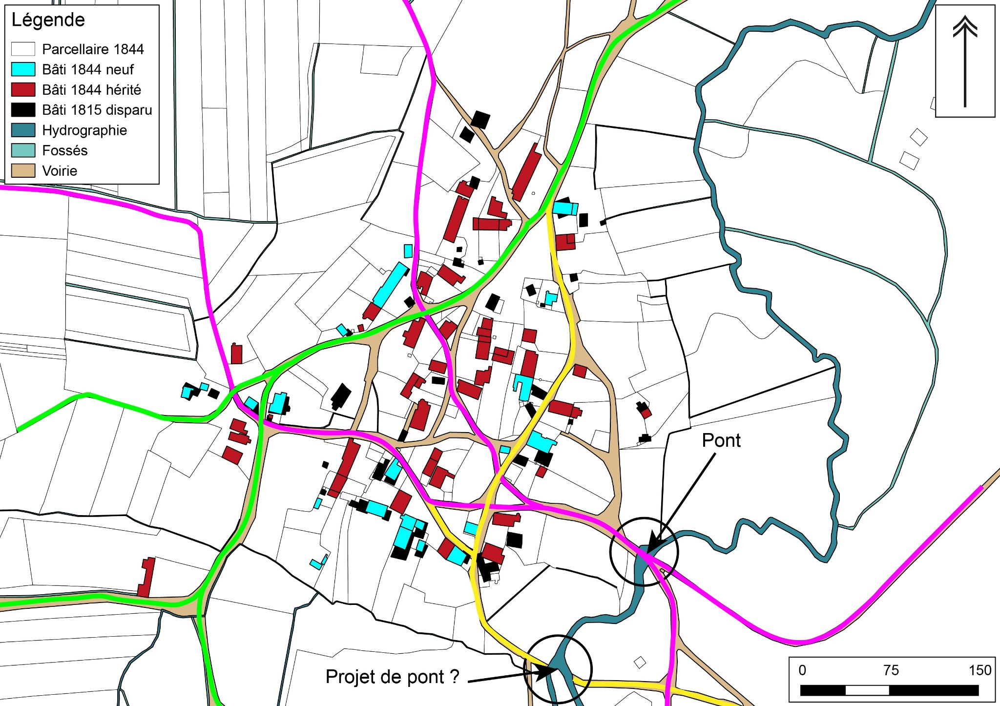 Légende
Parcellaire 1844
Bâti 1844 neuf
Bâti 1844 hérité
Bâti 1815 disparu
Hydrographie
Fossés
Voirie
Pont
Projet de pont ?
0 75 150